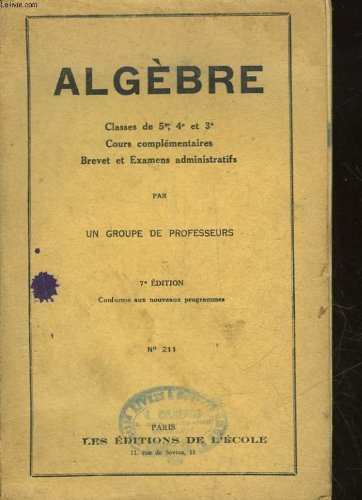 ALGÈBRE
Classes de 5e, 4e et 3e
Cours complémentaires
Brevet et Examens administratifs
PAR
UN GROUPE DE PROFESSEURS
7e ÉDITION
Conforme aux nouveaux programmes
No 211
PARIS
LES ÉDITIONS DE L'ÉCOLE
11, rue de Sèvres, 11